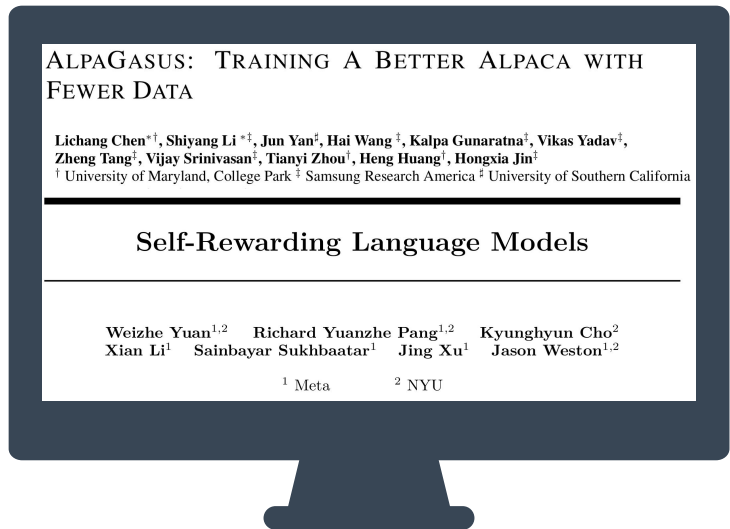 ALPAGASUS: TRAINING A BETTER ALPACA WITH
FEWER DATA
Lichang Chen*†, Shiyang Li *‡, Jun Yan♯, Hai Wang ‡, Kalpa Gunaratna‡, Vikas Yadav‡,
Zheng Tang‡, Vijay Srinivasan‡, Tianyi Zhou†, Heng Huang†, Hongxia Jin‡
† University of Maryland, College Park ‡ Samsung Research America ♯ University of Southern California
Self-Rewarding Language Models
Weizhe Yuan1,2 Richard Yuanzhe Pang1,2 Kyunghyun Cho2
Xian Li1 Sainbayar Sukhbaatar1 Jing Xu1 Jason Weston1,2
1 Meta 2 NYU